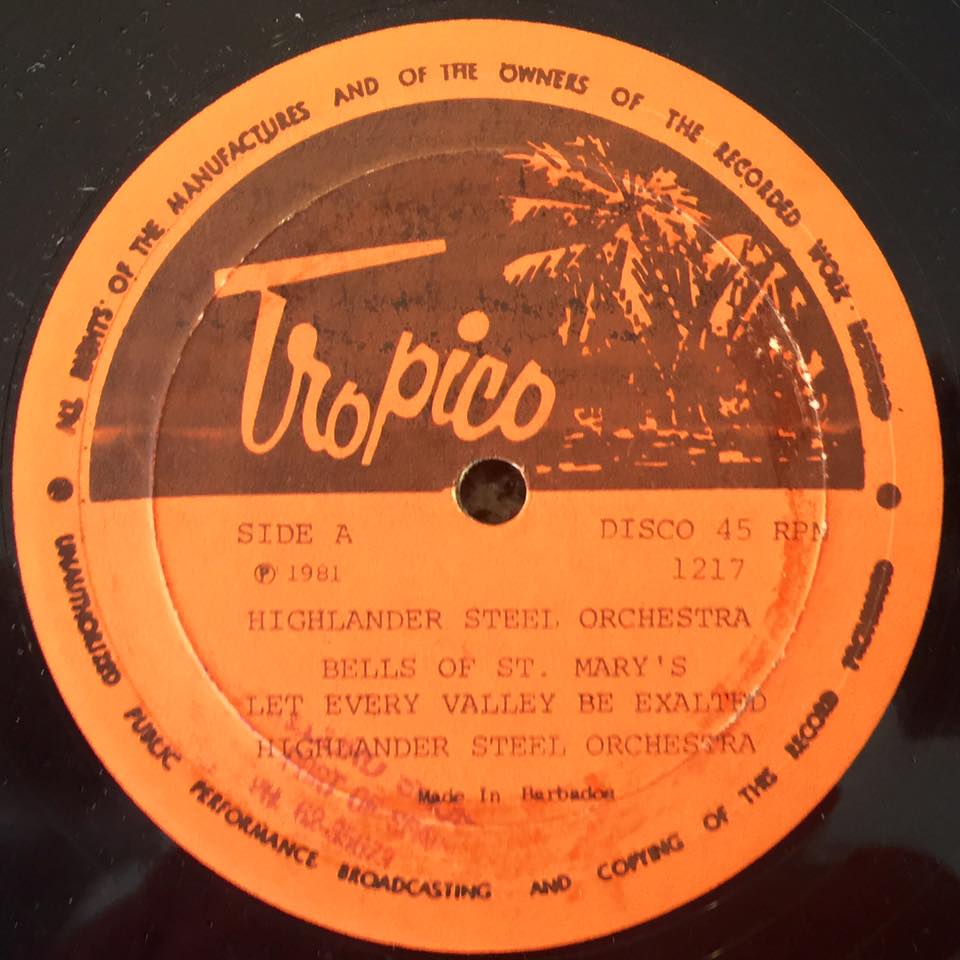 ALL RIGHTS OF THE MANUFACTURES AND OF THE OWNERS OF THE RECORDED WORK RESERVED
Tropico
SIDE A
DISCO 45 RPM
℗ 1981
1217
HIGHLANDER STEEL ORCHESTRA
BELLS OF ST. MARY'S
LET EVERY VALLEY BE EXALTED
HIGHLANDER STEEL ORCHESTRA
Made In Barbados
UNAUTHORIZED PUBLIC PERFORMANCE BROADCASTING AND COPYING OF THIS RECORD PROHIBITED